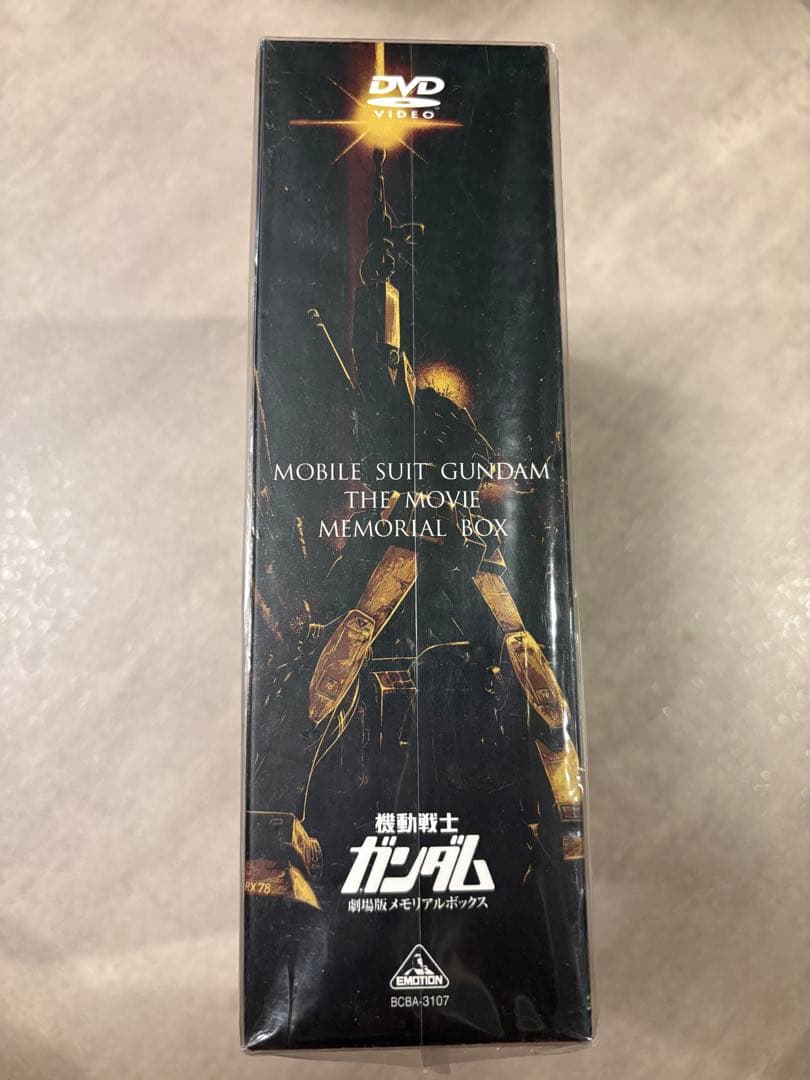 DVD
VIDEO
MOBILE SUIT GUNDAM
THE MOVIE
MEMORIAL BOX
機動戦士
ガンダム
劇場版メモリアルボックス
RX78
EMOTION
BCBA-3107